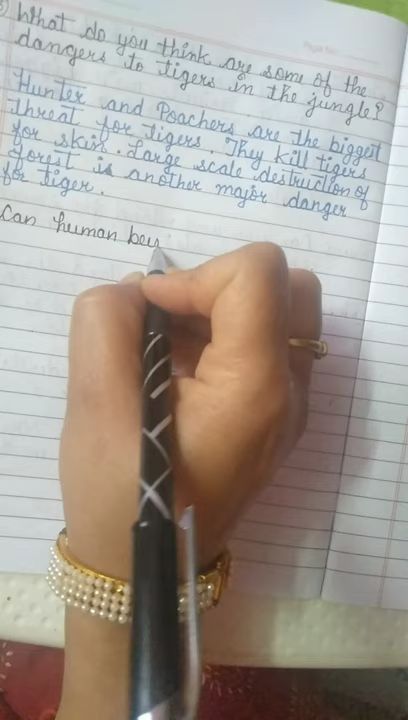 What do you think are some of the
dangers to tigers in the jungle?
Hunter and Poachers are the biggest
threat for tigers. They kill tigers
for skin. Large scale destruction of
forest is another major danger
for tiger.
Can human bei